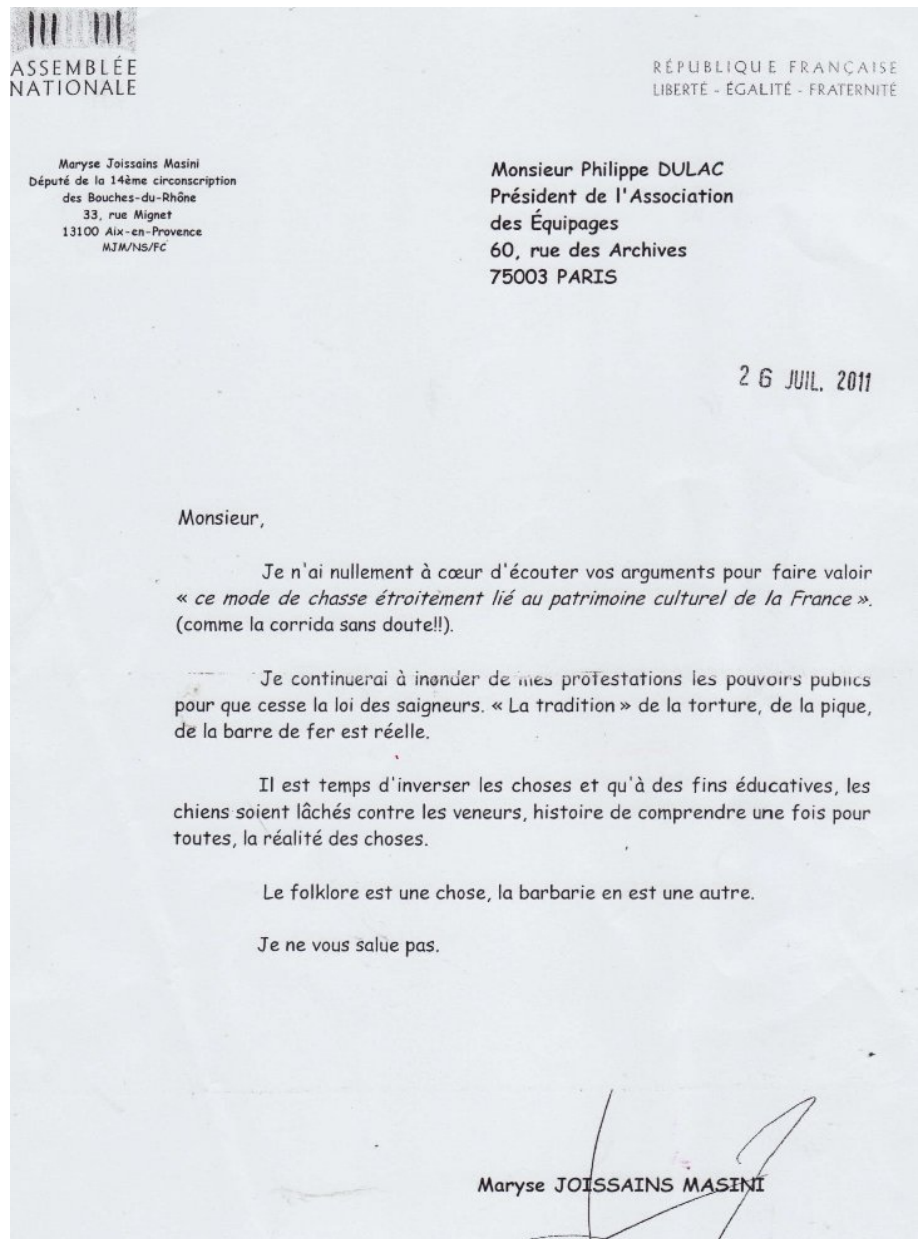 ASSEMBLÉE
NATIONALE
RÉPUBLIQUE FRANÇAISE
LIBERTÉ - ÉGALITÉ - FRATERNITÉ
Maryse Joissains Masini
Député de la 14ème circonscription
des Bouches-du-Rhône
33, rue Mignet
13100 Aix-en-Provence
MJM/NS/FC
Monsieur Philippe DULAC
Président de l'Association
des Équipages
60, rue des Archives
75003 PARIS
26 JUIL. 2011
Monsieur,
Je n'ai nullement à cœur d'écouter vos arguments pour faire valoir
« ce mode de chasse étroitement lié au patrimoine culturel de la France ».
(comme la corrida sans doute!!).
Je continuerai à inonder de mes protestations les pouvoirs publics
pour que cesse la loi des saigneurs. « La tradition » de la torture, de la pique,
de la barre de fer est réelle.
Il est temps d'inverser les choses et qu'à des fins éducatives, les
chiens soient lâchés contre les veneurs, histoire de comprendre une fois pour
toutes, la réalité des choses.
Le folklore est une chose, la barbarie en est une autre.
Je ne vous salue pas.
Maryse JOISSAINS MASINI